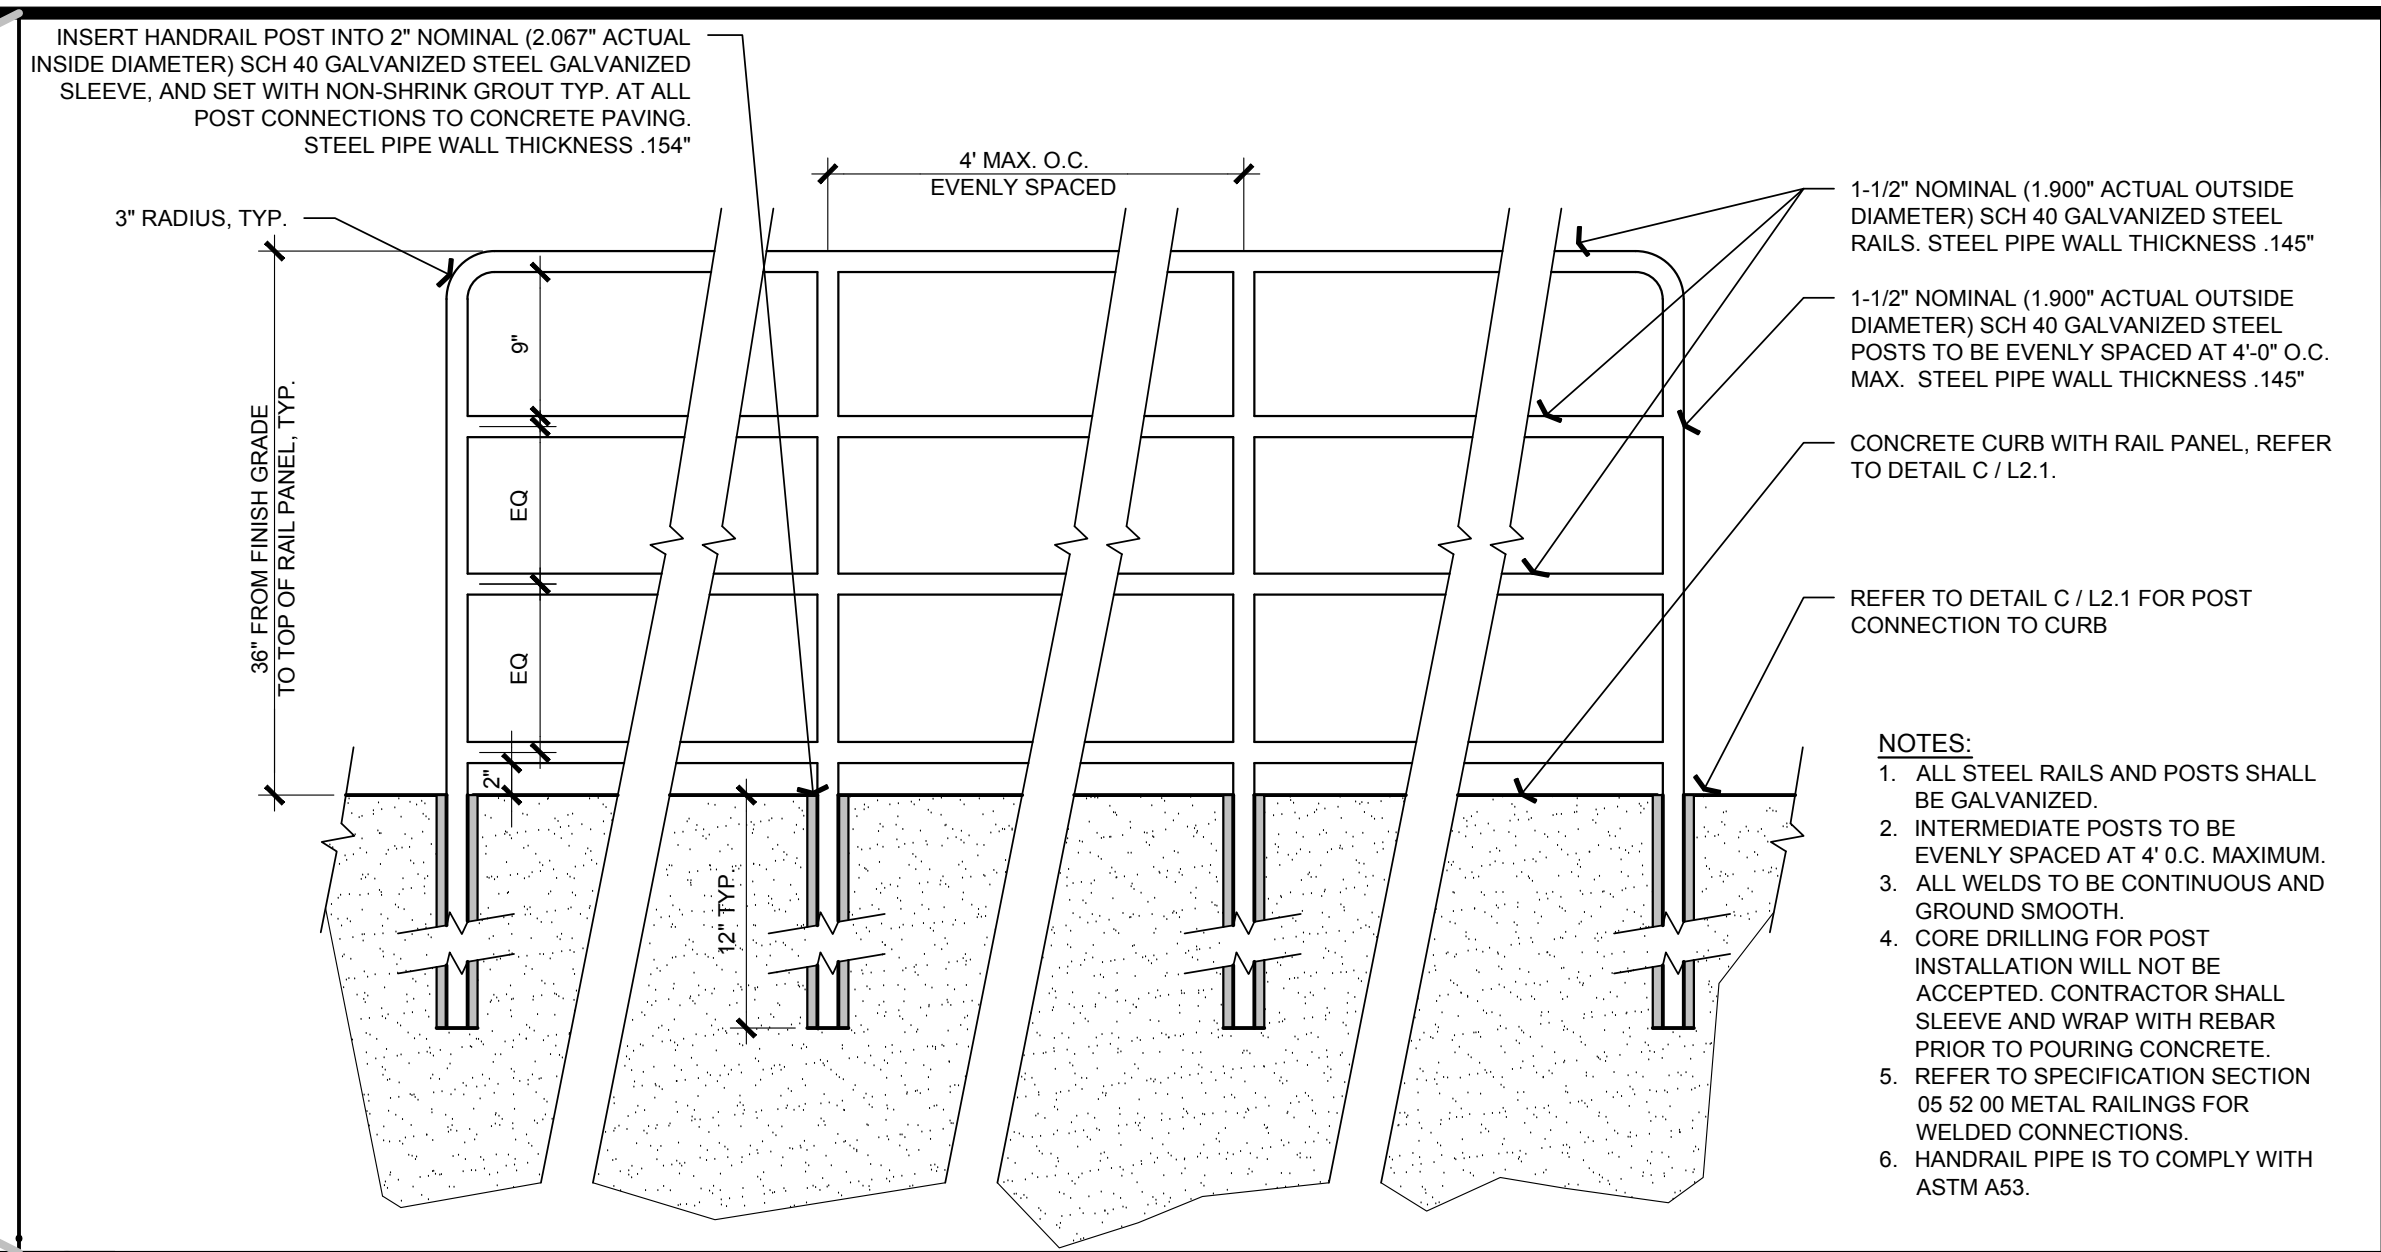 INSERT HANDRAIL POST INTO 2" NOMINAL (2.067" ACTUAL
INSIDE DIAMETER) SCH 40 GALVANIZED STEEL GALVANIZED
SLEEVE, AND SET WITH NON-SHRINK GROUT TYP. AT ALL
POST CONNECTIONS TO CONCRETE PAVING.
STEEL PIPE WALL THICKNESS .154"
4' MAX. O.C.
EVENLY SPACED
3" RADIUS, TYP.
36" FROM FINISH GRADE
TO TOP OF RAIL PANEL, TYP.
9"
EQ
EQ
2"
12" TYP.
1-1/2" NOMINAL (1.900" ACTUAL OUTSIDE
DIAMETER) SCH 40 GALVANIZED STEEL
RAILS. STEEL PIPE WALL THICKNESS .145"
1-1/2" NOMINAL (1.900" ACTUAL OUTSIDE
DIAMETER) SCH 40 GALVANIZED STEEL
POSTS TO BE EVENLY SPACED AT 4'-0" O.C.
MAX. STEEL PIPE WALL THICKNESS .145"
CONCRETE CURB WITH RAIL PANEL, REFER
TO DETAIL C / L2.1.
REFER TO DETAIL C / L2.1 FOR POST
CONNECTION TO CURB
NOTES:
1. ALL STEEL RAILS AND POSTS SHALL
BE GALVANIZED.
2. INTERMEDIATE POSTS TO BE
EVENLY SPACED AT 4' 0.C. MAXIMUM.
3. ALL WELDS TO BE CONTINUOUS AND
GROUND SMOOTH.
4. CORE DRILLING FOR POST
INSTALLATION WILL NOT BE
ACCEPTED. CONTRACTOR SHALL
SLEEVE AND WRAP WITH REBAR
PRIOR TO POURING CONCRETE.
5. REFER TO SPECIFICATION SECTION
05 52 00 METAL RAILINGS FOR
WELDED CONNECTIONS.
6. HANDRAIL PIPE IS TO COMPLY WITH
ASTM A53.